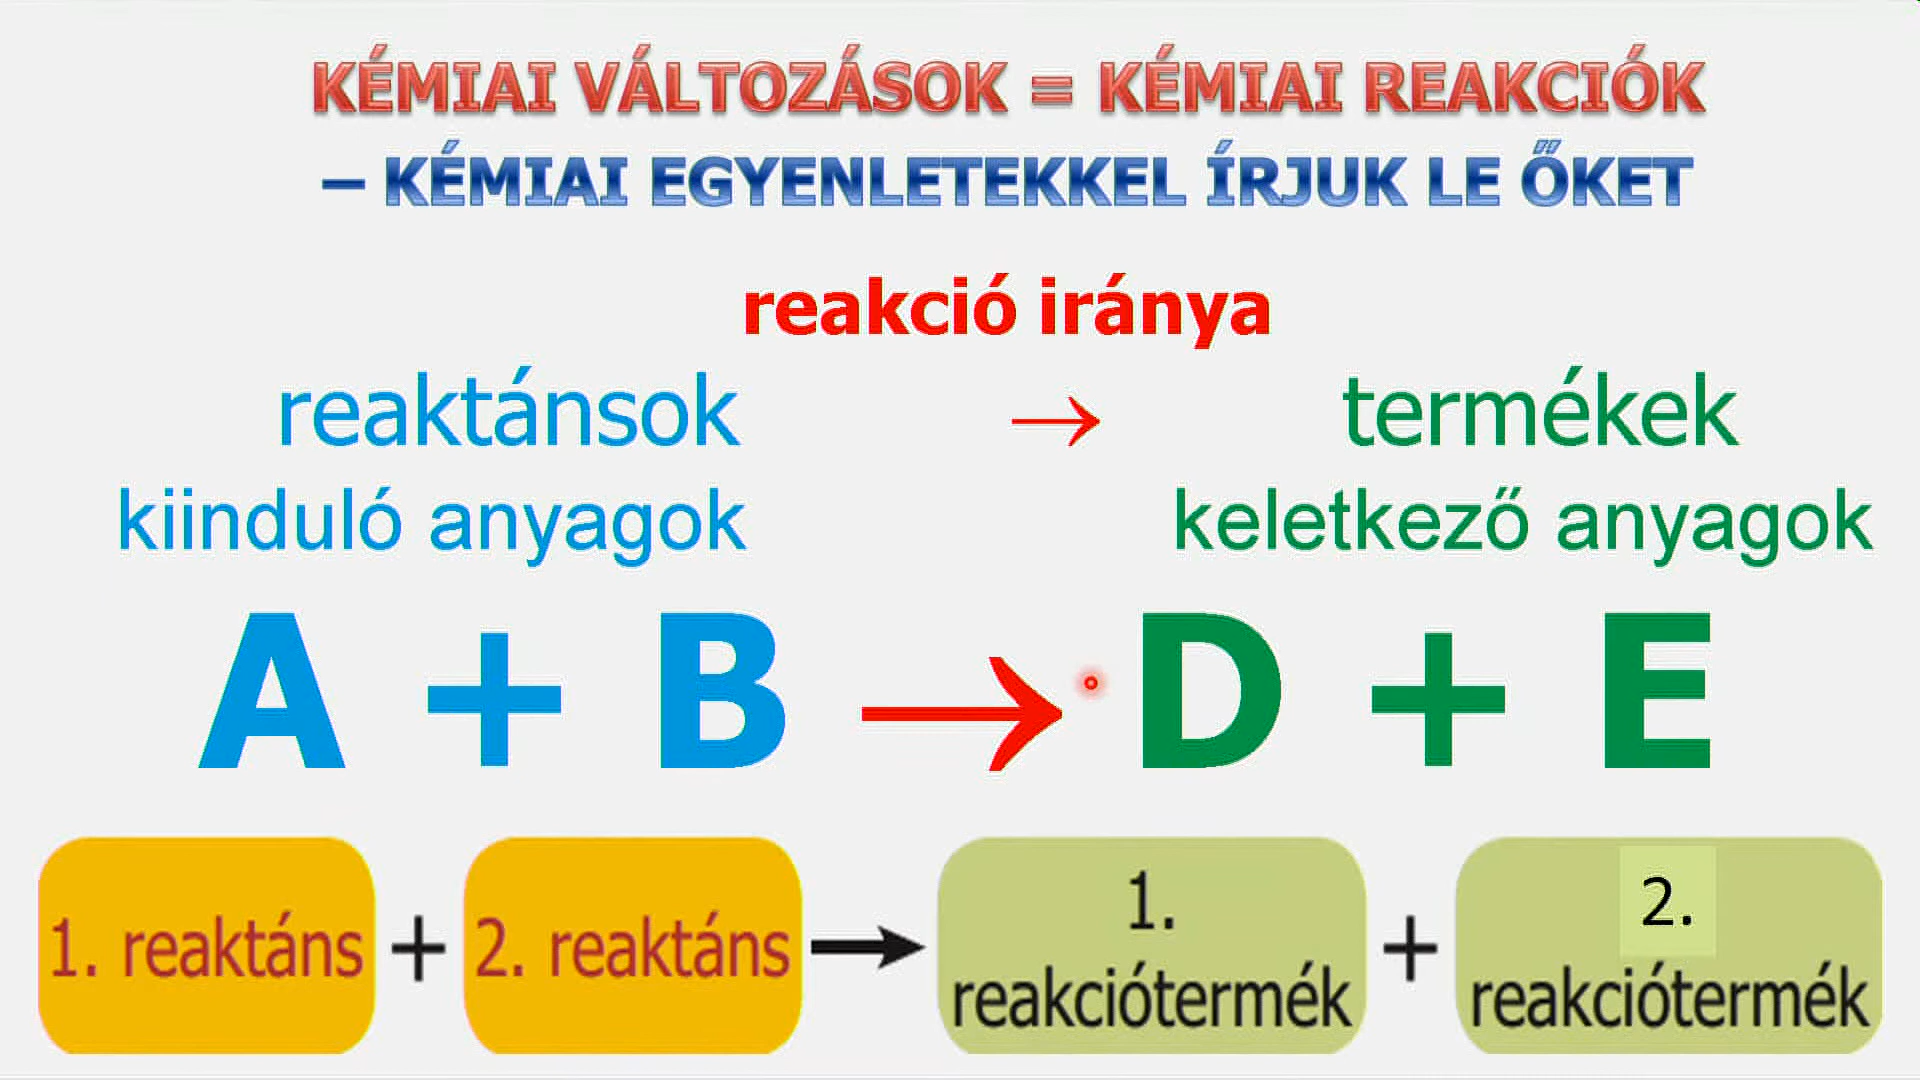 KÉMIAI VÁLTOZÁSOK = KÉMIAI REAKCIÓK
– KÉMIAI EGYENLETEKKEL ÍRJUK LE ŐKET
reakció iránya
reaktánsok → termékek
kiinduló anyagok keletkező anyagok
A + B → D + E
1. reaktáns + 2. reaktáns → 1. reakciótermék + 2. reakciótermék